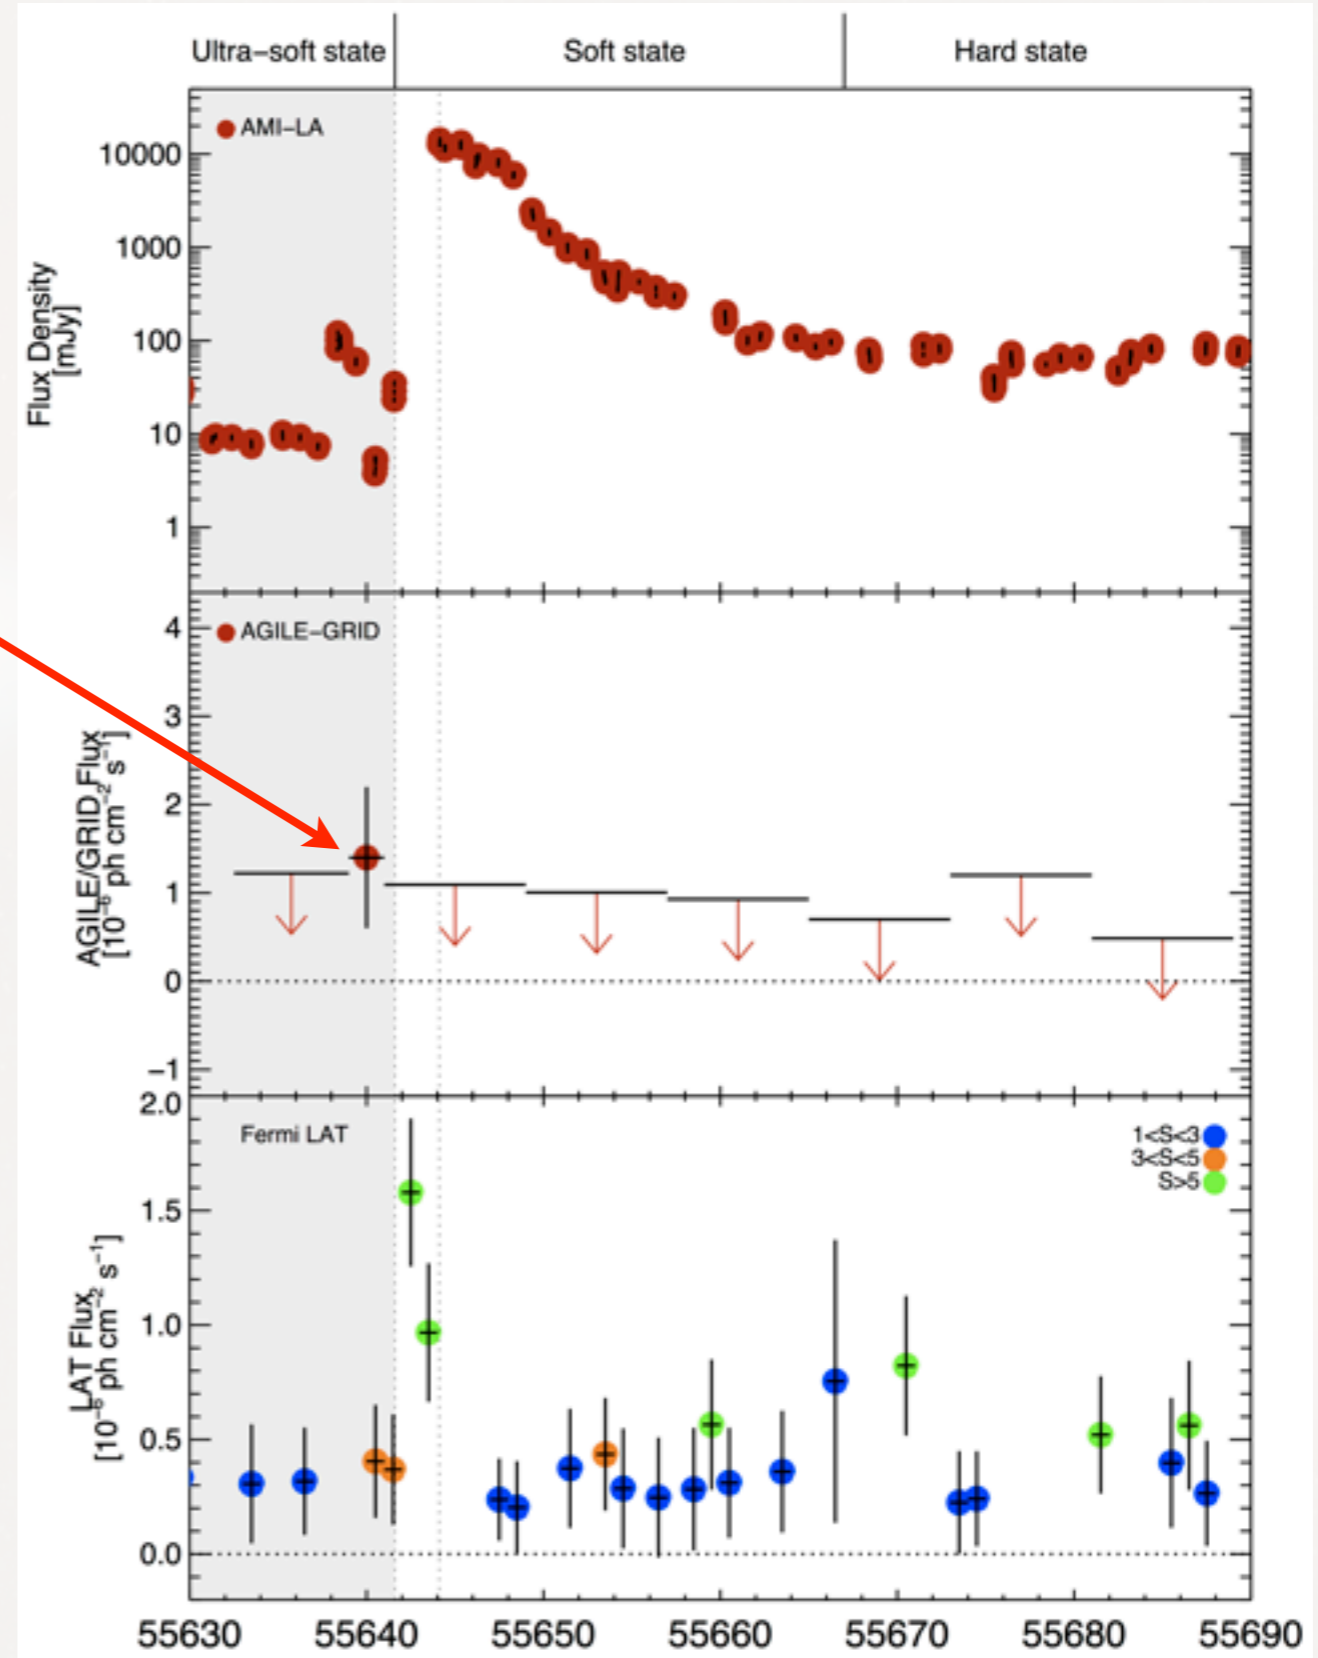 Ultra-soft state Soft state Hard state
AMI-LA
10000
1000
100
10
1
Flux Density
[mJy]
AGILE-GRID
4
3
2
1
0
-1
AGILE/GRID Flux
[10⁻⁶ ph cm⁻² s⁻¹]
Fermi LAT
1<S<3
3<S<5
S>5
2.0
1.5
1.0
0.5
0.0
LAT Flux
[10⁻⁶ ph cm⁻² s⁻¹]
55630 55640 55650 55660 55670 55680 55690